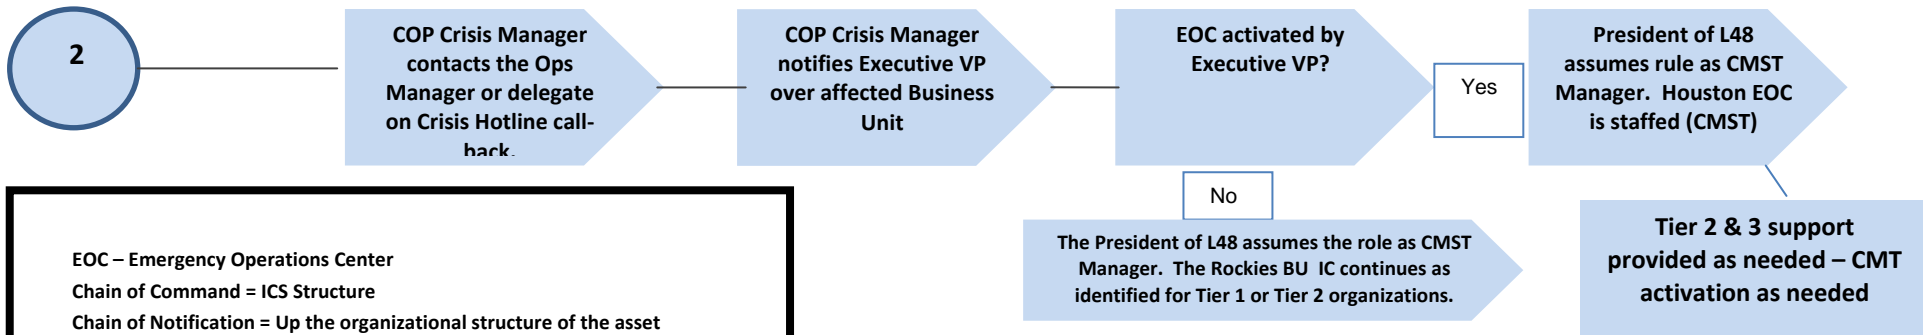 2
COP Crisis Manager
contacts the Ops
Manager or delegate
on Crisis Hotline call-
back.
COP Crisis Manager
notifies Executive VP
over affected Business
Unit
EOC activated by
Executive VP?
Yes
President of L48
assumes rule as CMST
Manager. Houston EOC
is staffed (CMST)
No
The President of L48 assumes the role as CMST
Manager. The Rockies BU IC continues as
identified for Tier 1 or Tier 2 organizations.
Tier 2 & 3 support
provided as needed – CMT
activation as needed
EOC – Emergency Operations Center
Chain of Command = ICS Structure
Chain of Notification = Up the organizational structure of the asset